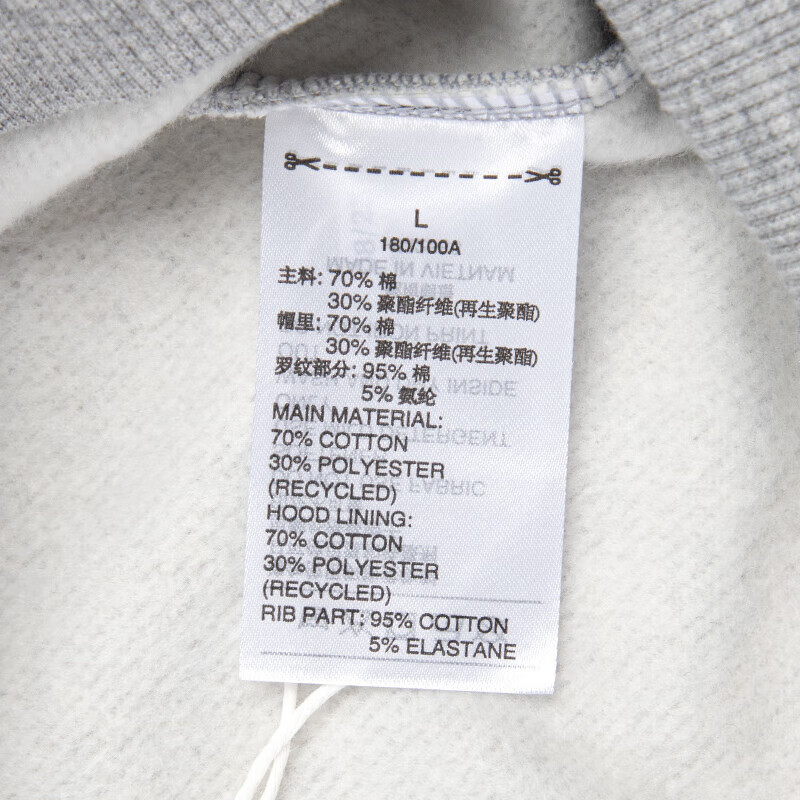 L
180/100A
主料: 70% 棉
30% 聚酯纤维(再生聚酯)
帽里: 70% 棉
30% 聚酯纤维(再生聚酯)
罗纹部分: 95% 棉
5% 氨纶
MAIN MATERIAL:
70% COTTON
30% POLYESTER
(RECYCLED)
HOOD LINING:
70% COTTON
30% POLYESTER
(RECYCLED)
RIB PART: 95% COTTON
5% ELASTANE